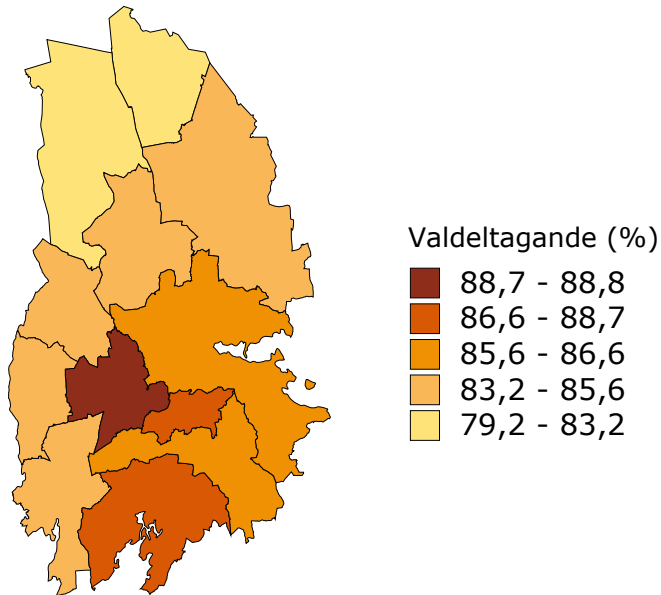 Valdeltagande (%)
88,7 - 88,8
86,6 - 88,7
85,6 - 86,6
83,2 - 85,6
79,2 - 83,2